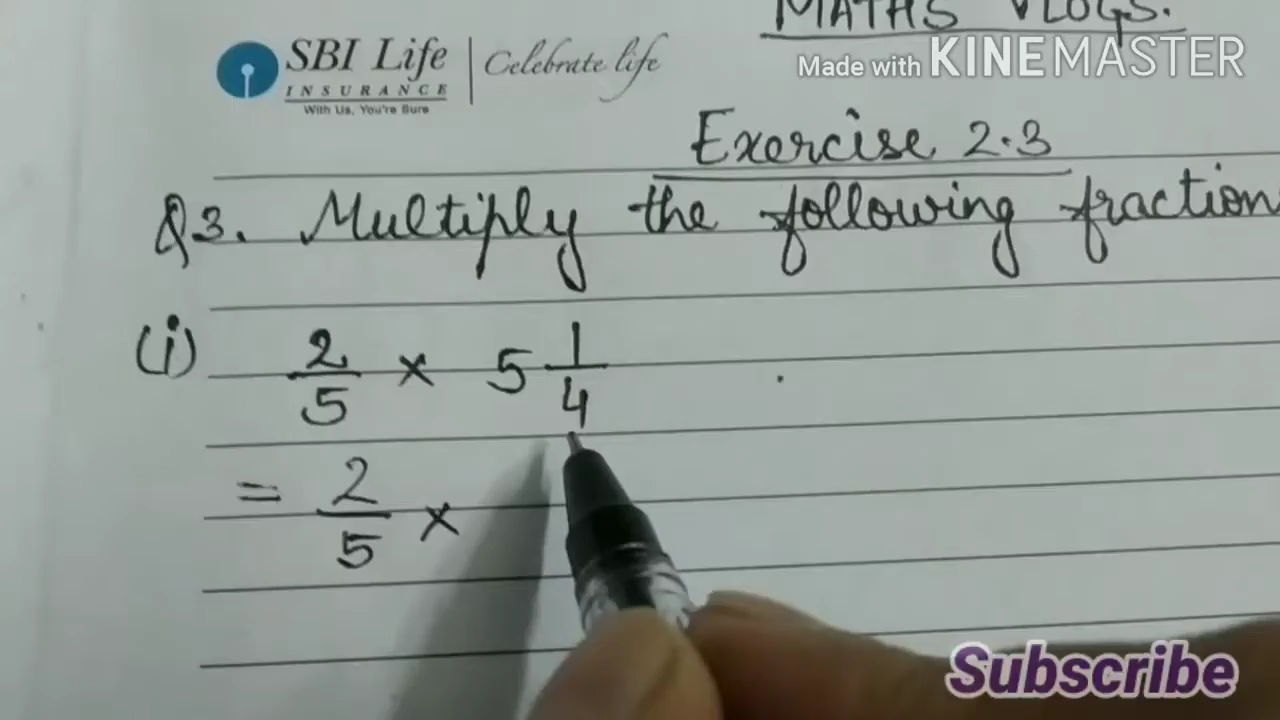 MATHS VLOGS.
Made with KINEMASTER
SBI Life
INSURANCE
With Us, You're Sure
Celebrate life
Exercise 2.3
Q3. Multiply the following fraction
(i) 2/5 × 5 1/4
= 2/5 ×
Subscribe